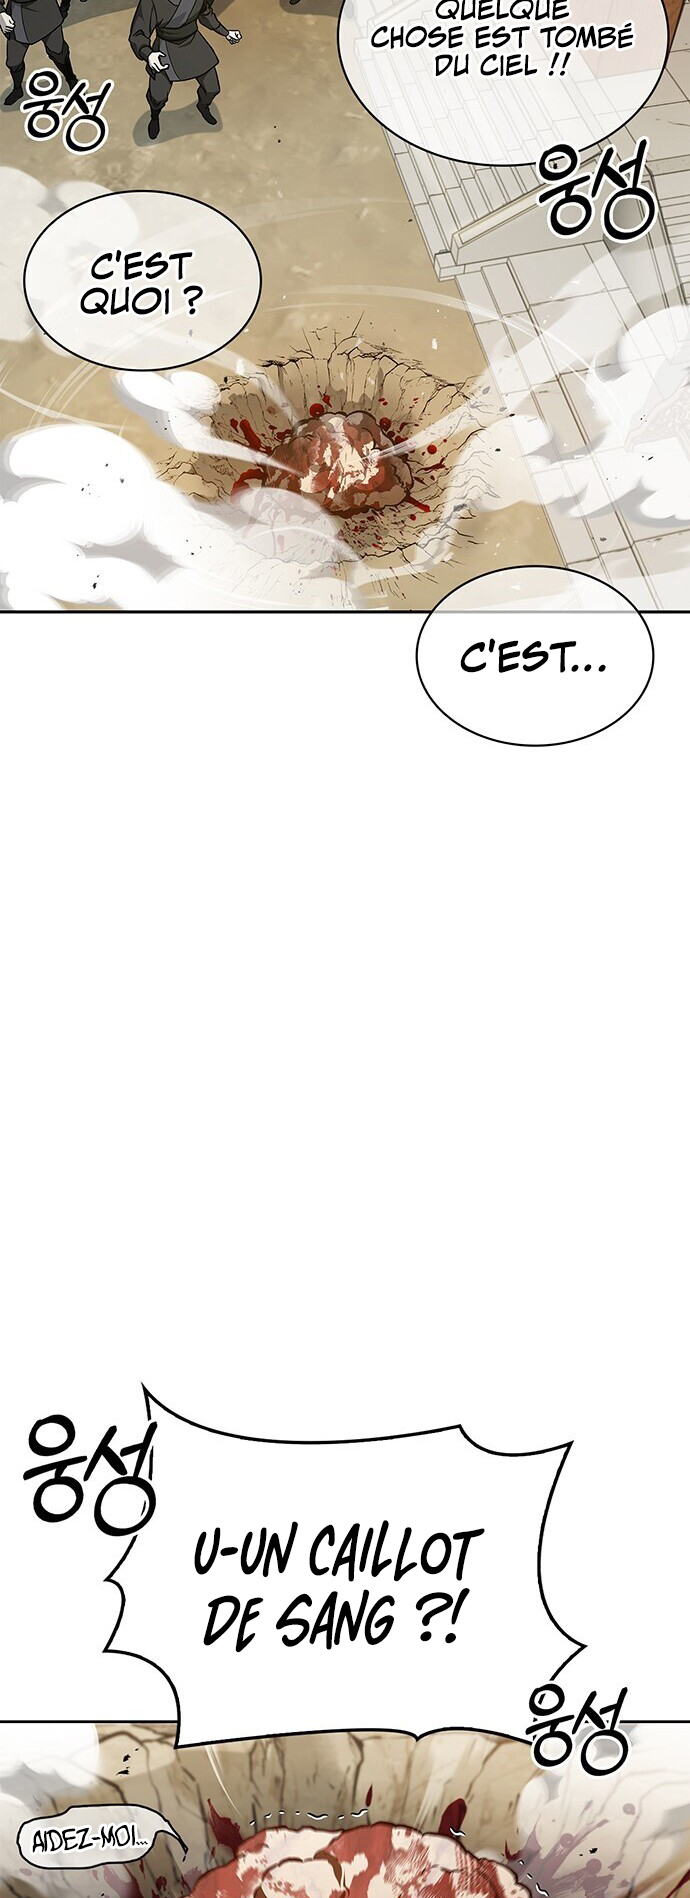 QUELQUE
CHOSE EST TOMBÉ
DU CIEL !!
웅성
웅성
C'EST
QUOI ?
C'EST...
웅성
U-UN CAILLOT
DE SANG ?!
웅성
AIDEZ-MOI...